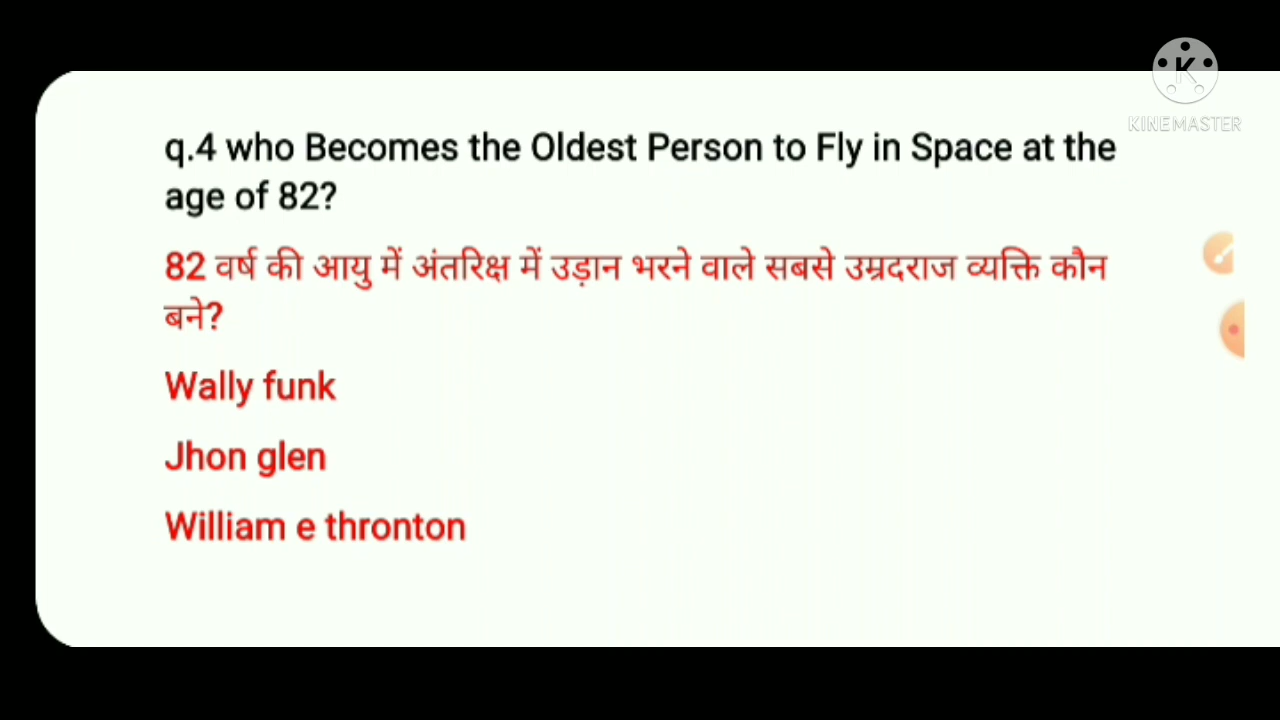 KINEMASTER
q.4 who Becomes the Oldest Person to Fly in Space at the
age of 82?
82 वर्ष की आयु में अंतरिक्ष में उड़ान भरने वाले सबसे उम्रदराज व्यक्ति कौन
बने?
Wally funk
Jhon glen
William e thronton